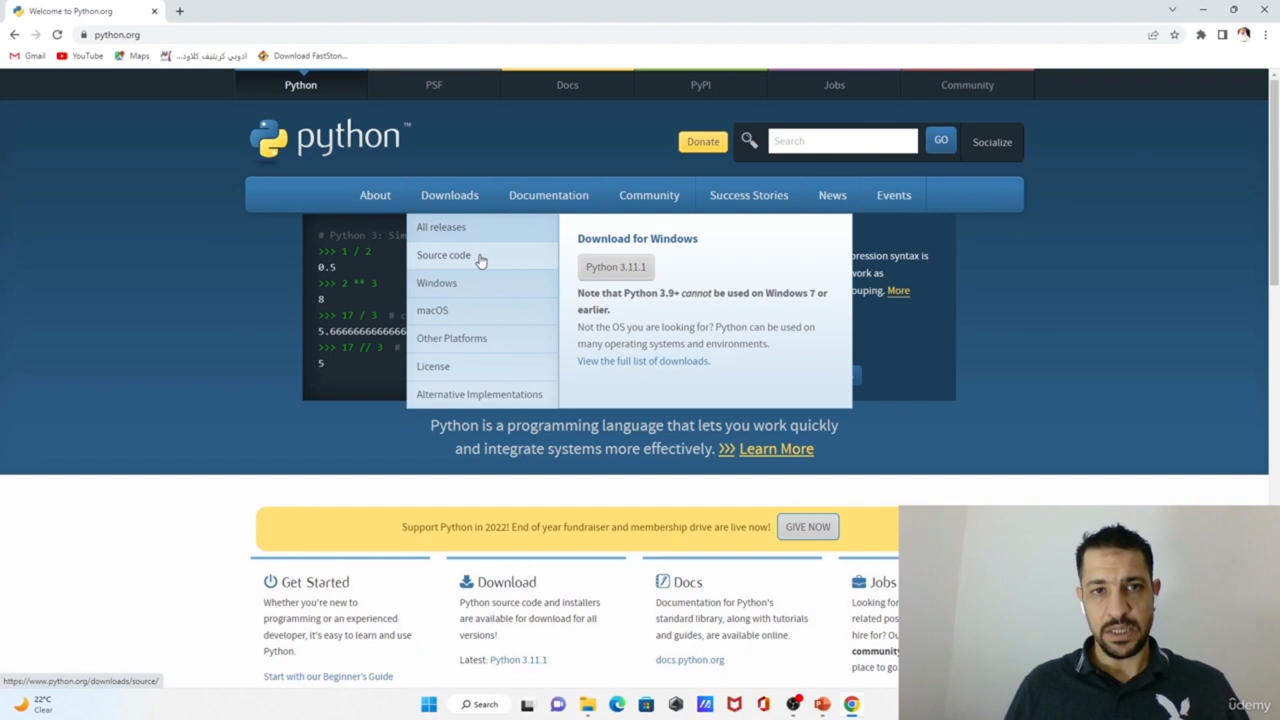 Welcome to Python.org
python.org
Gmail
YouTube
Maps
ادوبي كريتيف كلاود...
Download FastSton...
Python
PSF
Docs
PyPI
Jobs
Community
python™
Donate
Search
GO
Socialize
About
Downloads
Documentation
Community
Success Stories
News
Events
# Python 3: Sim
>>> 1 / 2
0.5
>>> 2 ** 3
8
>>> 17 / 3 # c
5.6666666666666
>>> 17 // 3 #
5
All releases
Source code
Windows
macOS
Other Platforms
License
Alternative Implementations
Download for Windows
Python 3.11.1
Note that Python 3.9+ cannot be used on Windows 7 or
earlier.
Not the OS you are looking for? Python can be used on
many operating systems and environments.
View the full list of downloads.
pression syntax is
work as
ouping. More
Python is a programming language that lets you work quickly
and integrate systems more effectively. >>> Learn More
Support Python in 2022! End of year fundraiser and membership drive are live now!
GIVE NOW
Get Started
Whether you're new to
programming or an experienced
developer, it's easy to learn and use
Python.
Start with our Beginner's Guide
Download
Python source code and installers
are available for download for all
versions!
Latest: Python 3.11.1
Docs
Documentation for Python's
standard library, along with tutorials
and guides, are available online.
docs.python.org
Jobs
Looking for
related pos
hire for? Ou
community
place to go
https://www.python.org/downloads/source/
22°C
Clear
Search
ûdemy